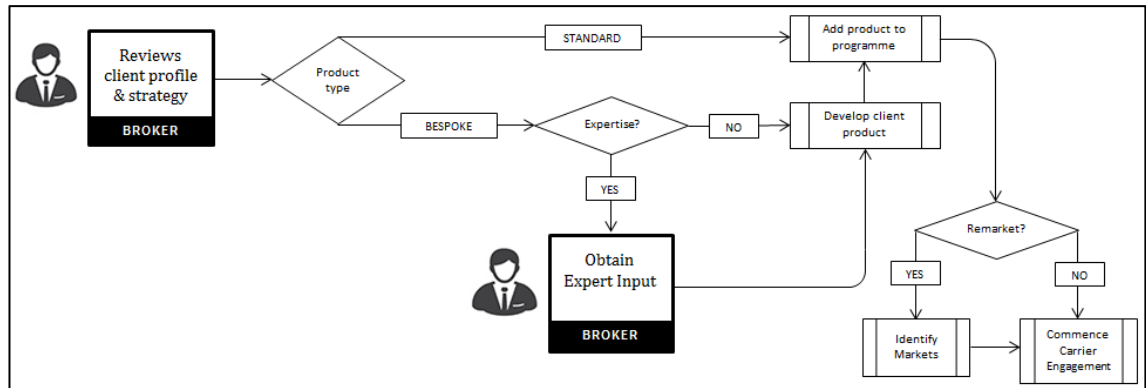 Reviews
client profile
& strategy
BROKER
Product
type
STANDARD
Add product to
programme
BESPOKE
Expertise?
NO
Develop client
product
YES
Obtain
Expert Input
BROKER
Remarket?
YES
NO
Identify
Markets
Commence
Carrier
Engagement